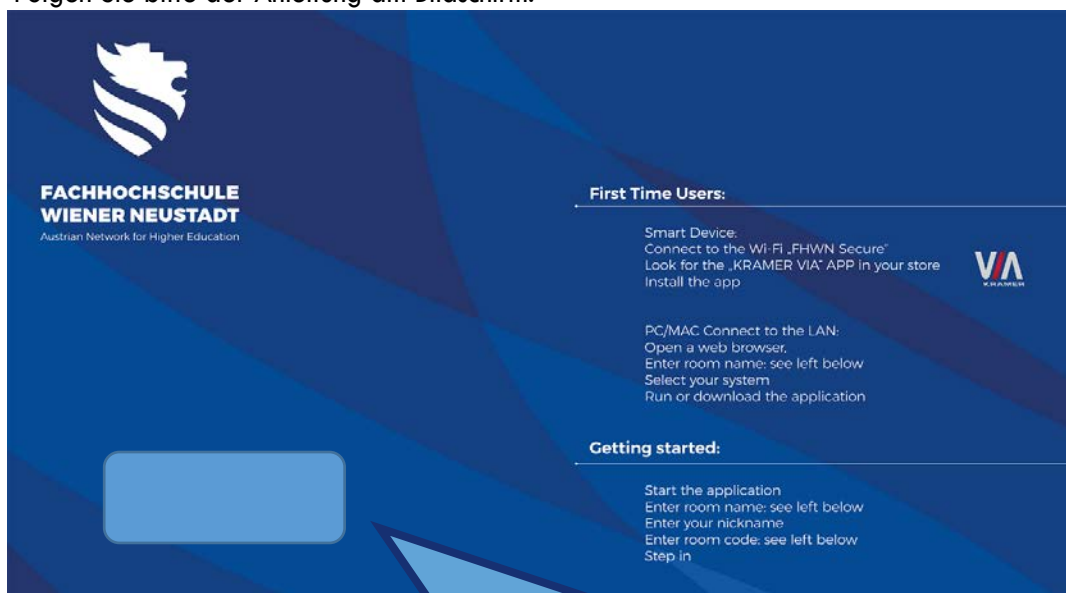 Folgen Sie bitte der Anleitung am Bildschirm.
FACHHOCHSCHULE
WIENER NEUSTADT
Austrian Network for Higher Education
First Time Users:
Smart Device:
Connect to the Wi-Fi „FHWN Secure"
Look for the „KRAMER VIA" APP in your store
Install the app
VIA
KRAMER
PC/MAC Connect to the LAN:
Open a web browser,
Enter room name: see left below
Select your system
Run or download the application
Getting started:
Start the application
Enter room name: see left below
Enter your nickname
Enter room code: see left below
Step in